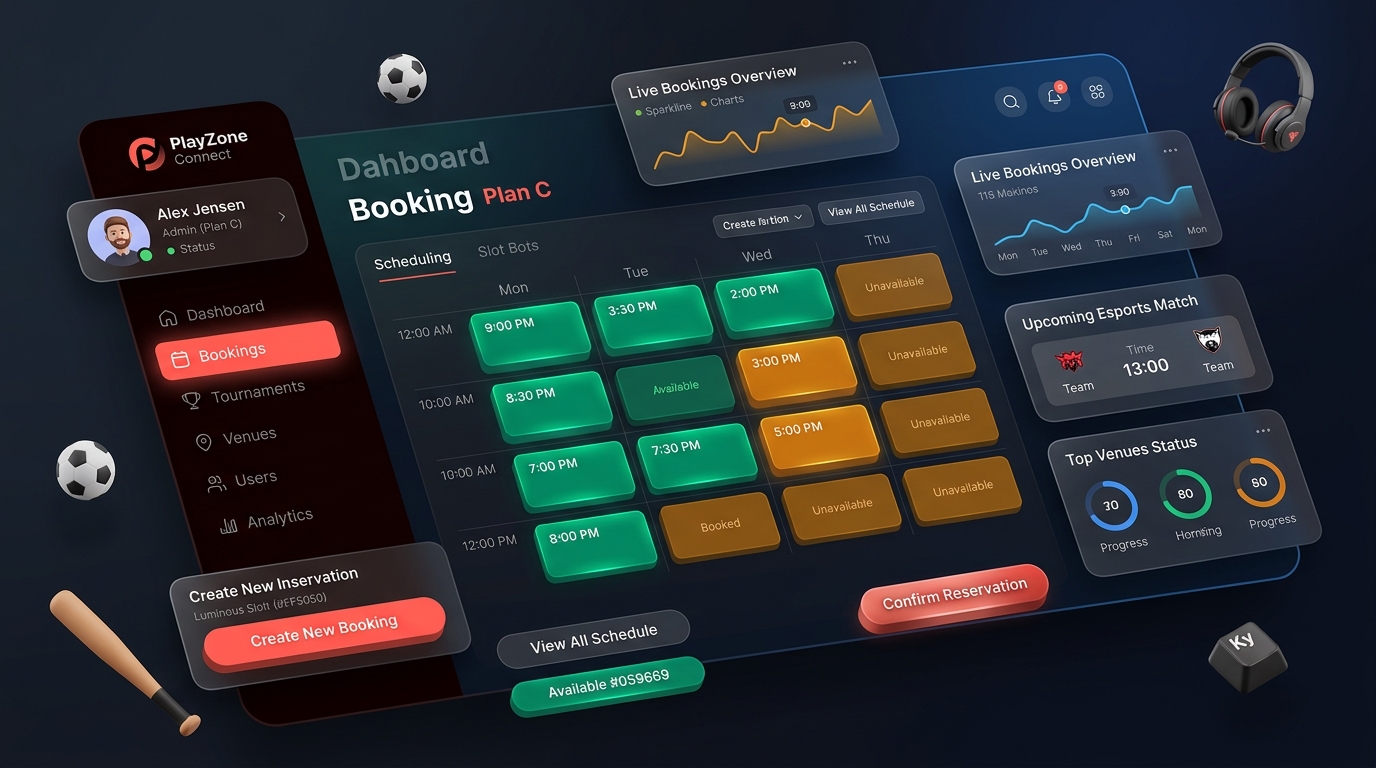 PlayZone
Connect
Alex Jensen
Admin (Plan C)
Status
Dashboard
Bookings
Tournaments
Venues
Users
Analytics
Create New Inservation
Luminous Slott (#FF5050)
Create New Booking
Dahboard
Booking Plan C
Scheduling
Slot Bots
Create
View All Scherlule
Mon
Tue
Wed
Thu
12:00 AM
9:00 PM
3:30 PM
2:00 PM
Unavailable
10:00 AM
8:30 PM
Available
3:00 PM
Unavailable
10:00 AM
7:00 PM
7:30 PM
5:00 PM
Unavailable
12:00 PM
8:00 PM
Booked
Unavailable
Unavailable
View All Schedule
Available #0S9669
Confirm Reservation
Live Bookings Overview
Sparkline
Charts
9:00
Live Bookings Overview
115 Makinos
3:90
Mon
Tue
Wed
Thu
Fri
Sat
Mon
Upcoming Esports Match
Team
Time
13:00
Team
Top Venues Status
30
80
60
Progress
Progress
Ky